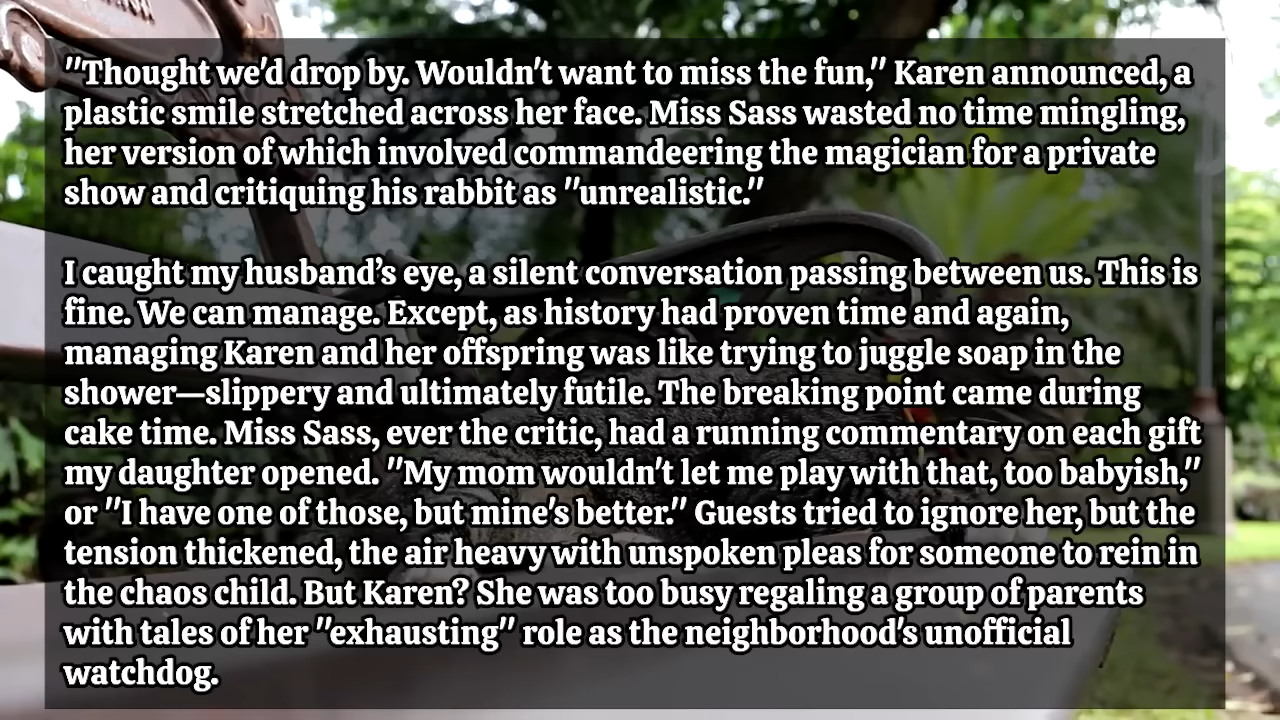 "Thought we'd drop by. Wouldn't want to miss the fun," Karen announced, a
plastic smile stretched across her face. Miss Sass wasted no time mingling,
her version of which involved commandeering the magician for a private
show and critiquing his rabbit as "unrealistic."
I caught my husband’s eye, a silent conversation passing between us. This is
fine. We can manage. Except, as history had proven time and again,
managing Karen and her offspring was like trying to juggle soap in the
shower—slippery and ultimately futile. The breaking point came during
cake time. Miss Sass, ever the critic, had a running commentary on each gift
my daughter opened. "My mom wouldn't let me play with that, too babyish,"
or "I have one of those, but mine's better." Guests tried to ignore her, but the
tension thickened, the air heavy with unspoken pleas for someone to rein in
the chaos child. But Karen? She was too busy regaling a group of parents
with tales of her "exhausting" role as the neighborhood's unofficial
watchdog.